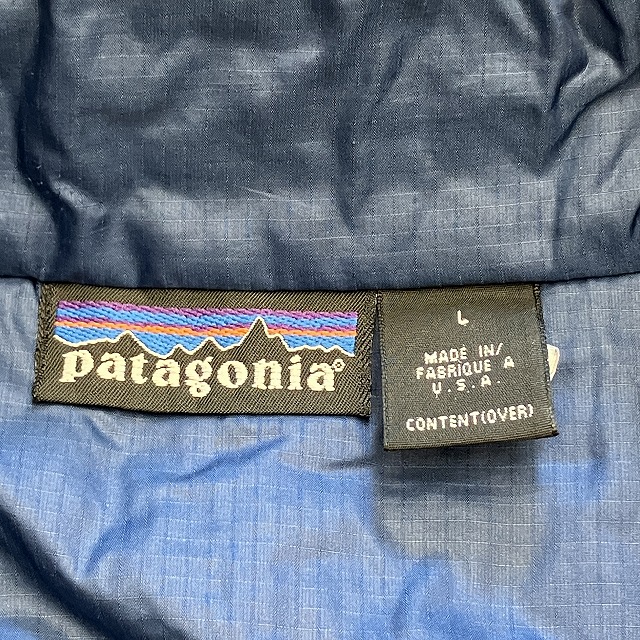 patagonia®
L
MADE IN/
FABRIQUE A
U.S.A.
CONTENT(OVER)